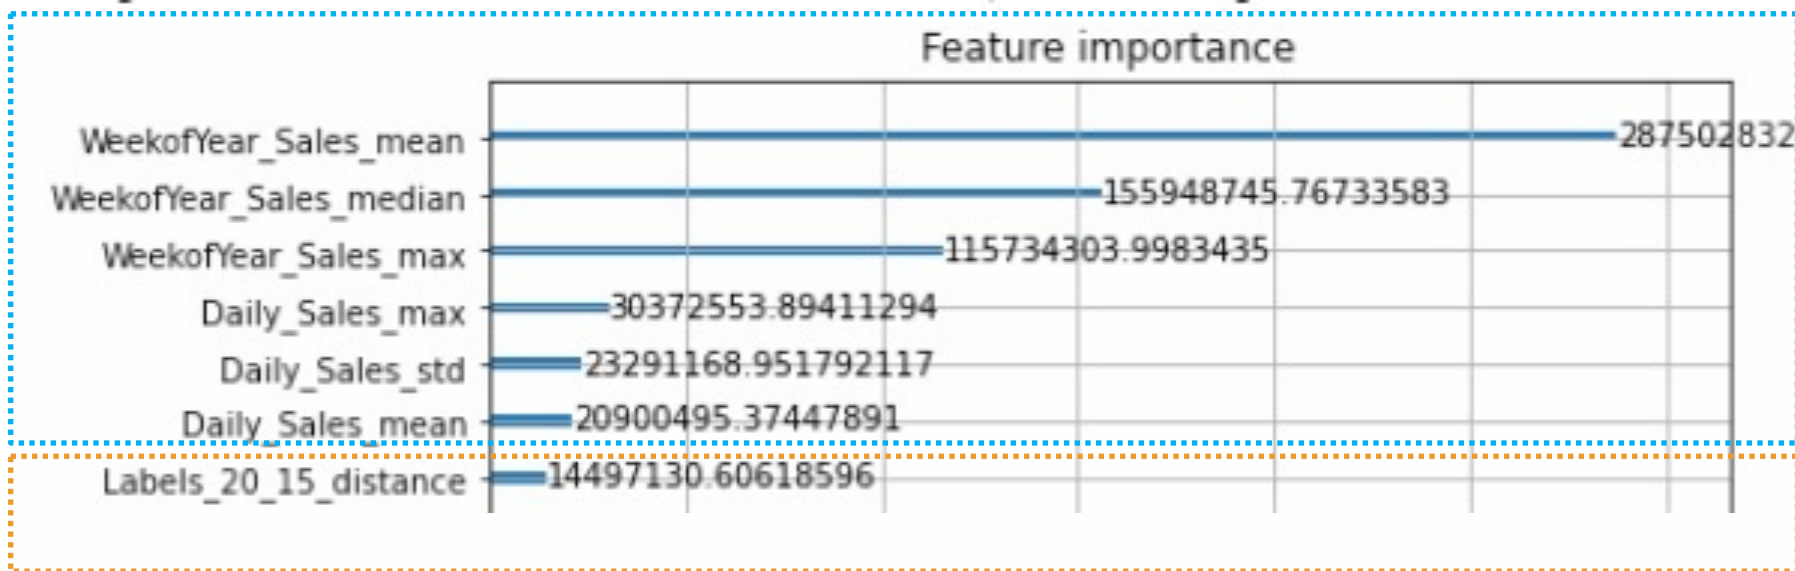 Feature importance
WeekofYear_Sales_mean 287502832
WeekofYear_Sales_median 155948745.76733583
WeekofYear_Sales_max 115734303.9983435
Daily_Sales_max 30372553.89411294
Daily_Sales_std 23291168.951792117
Daily_Sales_mean 20900495.37447891
Labels_20_15_distance 14497130.60618596